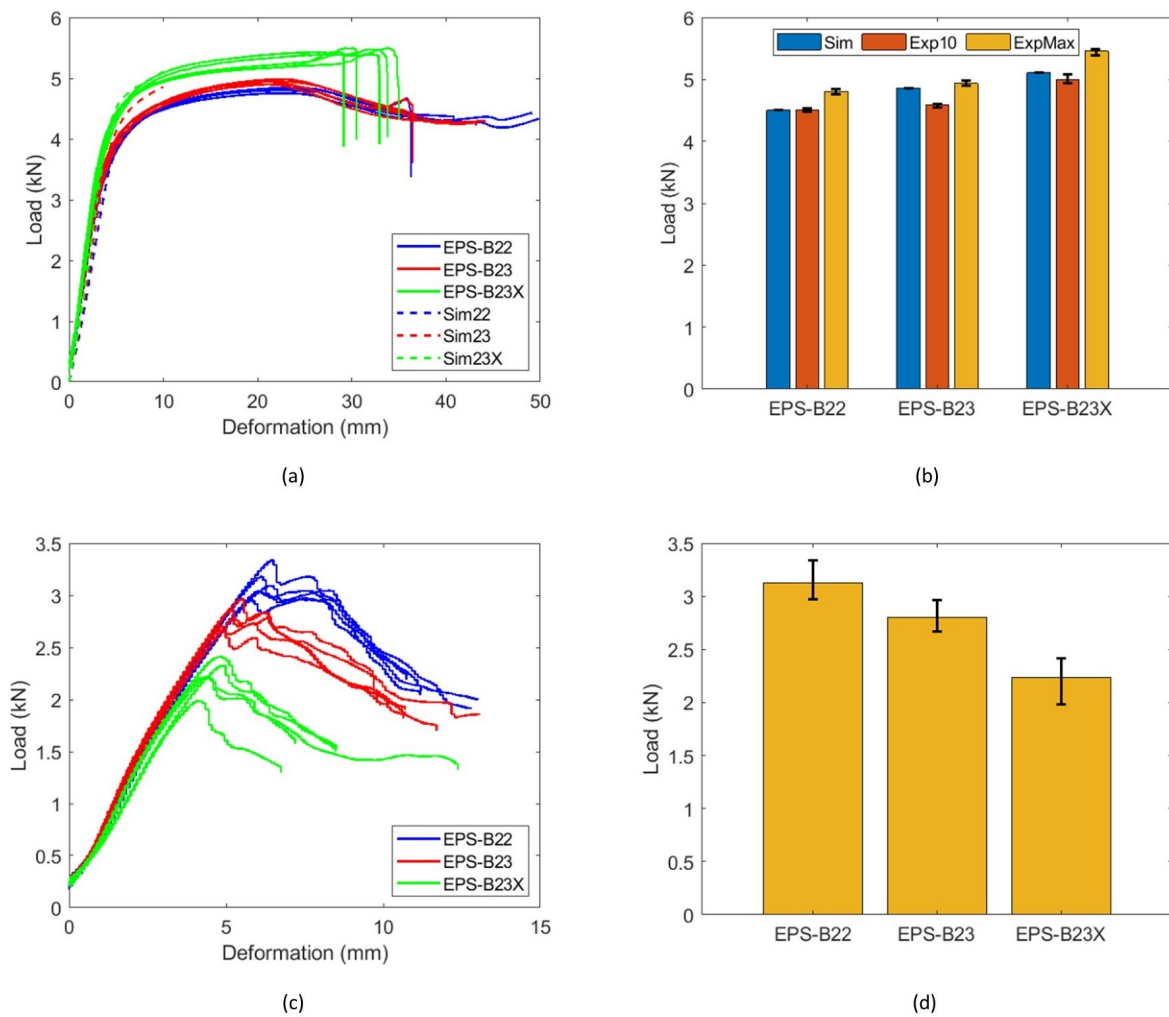 6
5
4
3
2
1
0
Load (kN)
EPS-B22
EPS-B23
EPS-B23X
Sim22
Sim23
Sim23X
0 10 20 30 40 50
Deformation (mm)
(a)
6
5
4
3
2
1
0
Load (kN)
Sim Exp10 ExpMax
EPS-B22 EPS-B23 EPS-B23X
(b)
3.5
3
2.5
2
1.5
1
0.5
0
Load (kN)
EPS-B22
EPS-B23
EPS-B23X
0 5 10 15
Deformation (mm)
(c)
3.5
3
2.5
2
1.5
1
0.5
0
Load (kN)
EPS-B22 EPS-B23 EPS-B23X
(d)